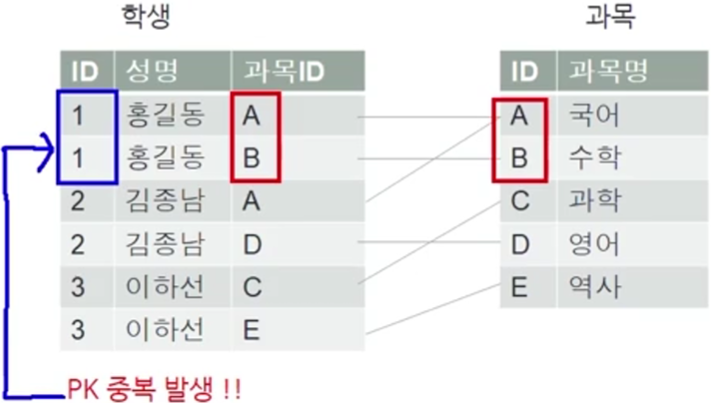 학생
과목
ID 성명 과목ID
1 홍길동 A
1 홍길동 B
2 김종남 A
2 김종남 D
3 이하선 C
3 이하선 E
ID 과목명
A 국어
B 수학
C 과학
D 영어
E 역사
PK 중복 발생 !!